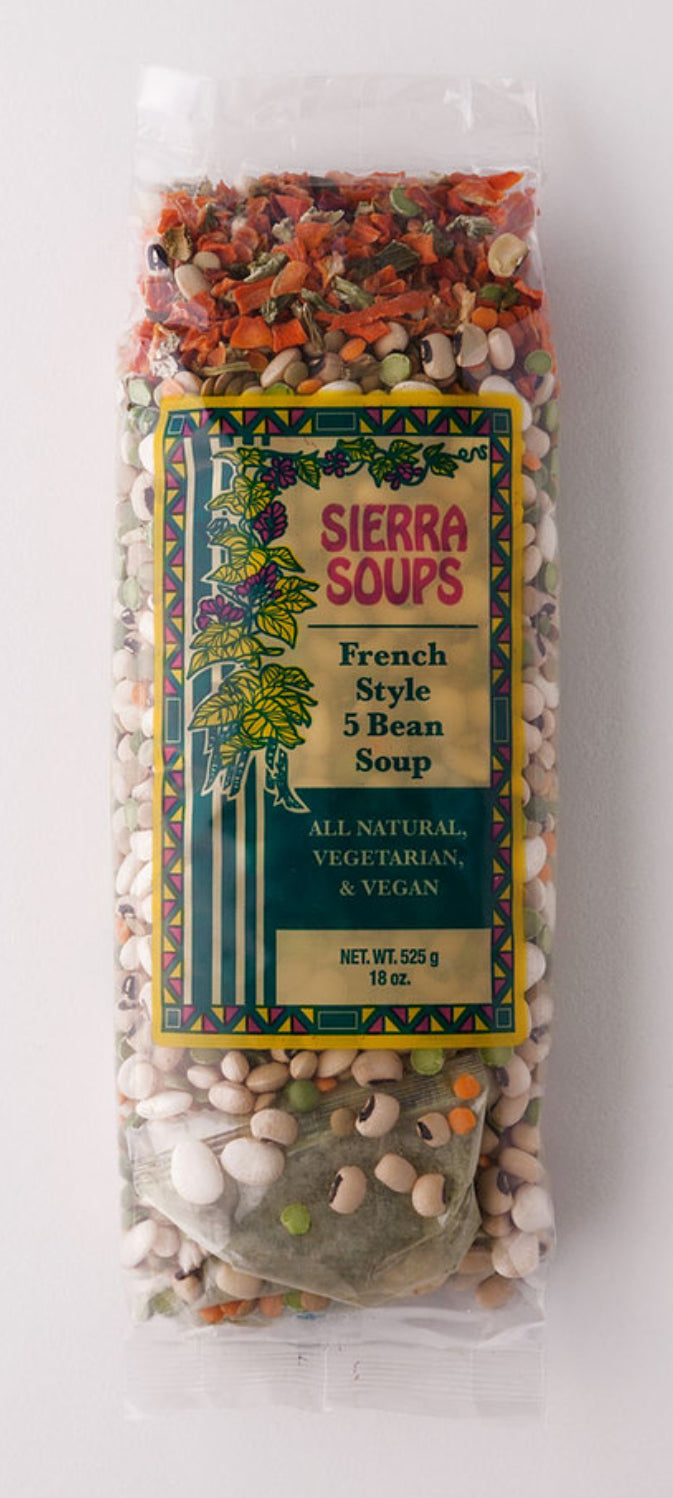 SIERRA
SOUPS
French
Style
5 Bean
Soup
ALL NATURAL,
VEGETARIAN,
& VEGAN
NET. WT. 525 g
18 oz.